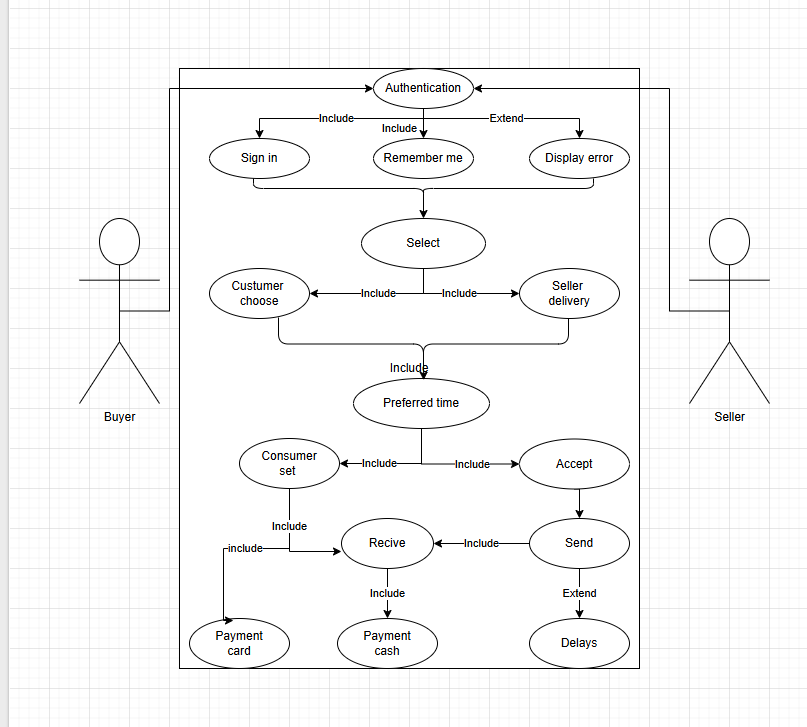 Authentication
Include
Include
Extend
Sign in
Remember me
Display error
Select
Custumer
choose
Include
Include
Seller
delivery
Include
Preferred time
Buyer
Seller
Consumer
set
Include
Include
Accept
Include
include
Recive
Include
Send
Include
Extend
Payment
card
Payment
cash
Delays